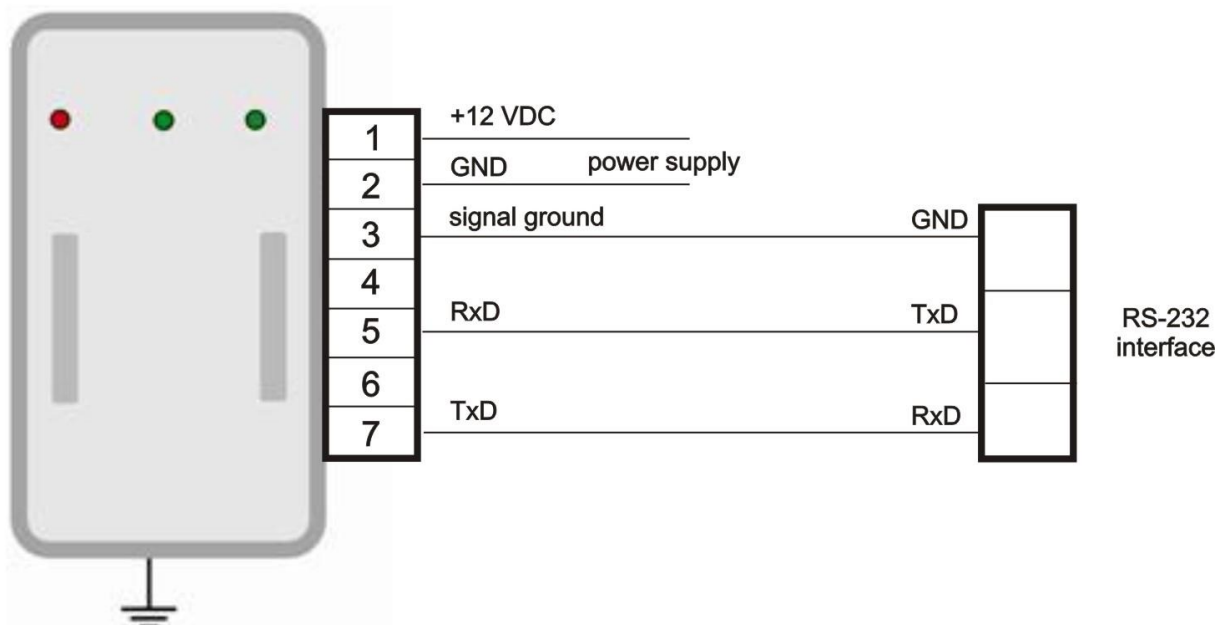 1
+12 VDC
2
GND
power supply
3
signal ground
GND
4
5
RxD
TxD
6
7
TxD
RxD
RS-232
interface